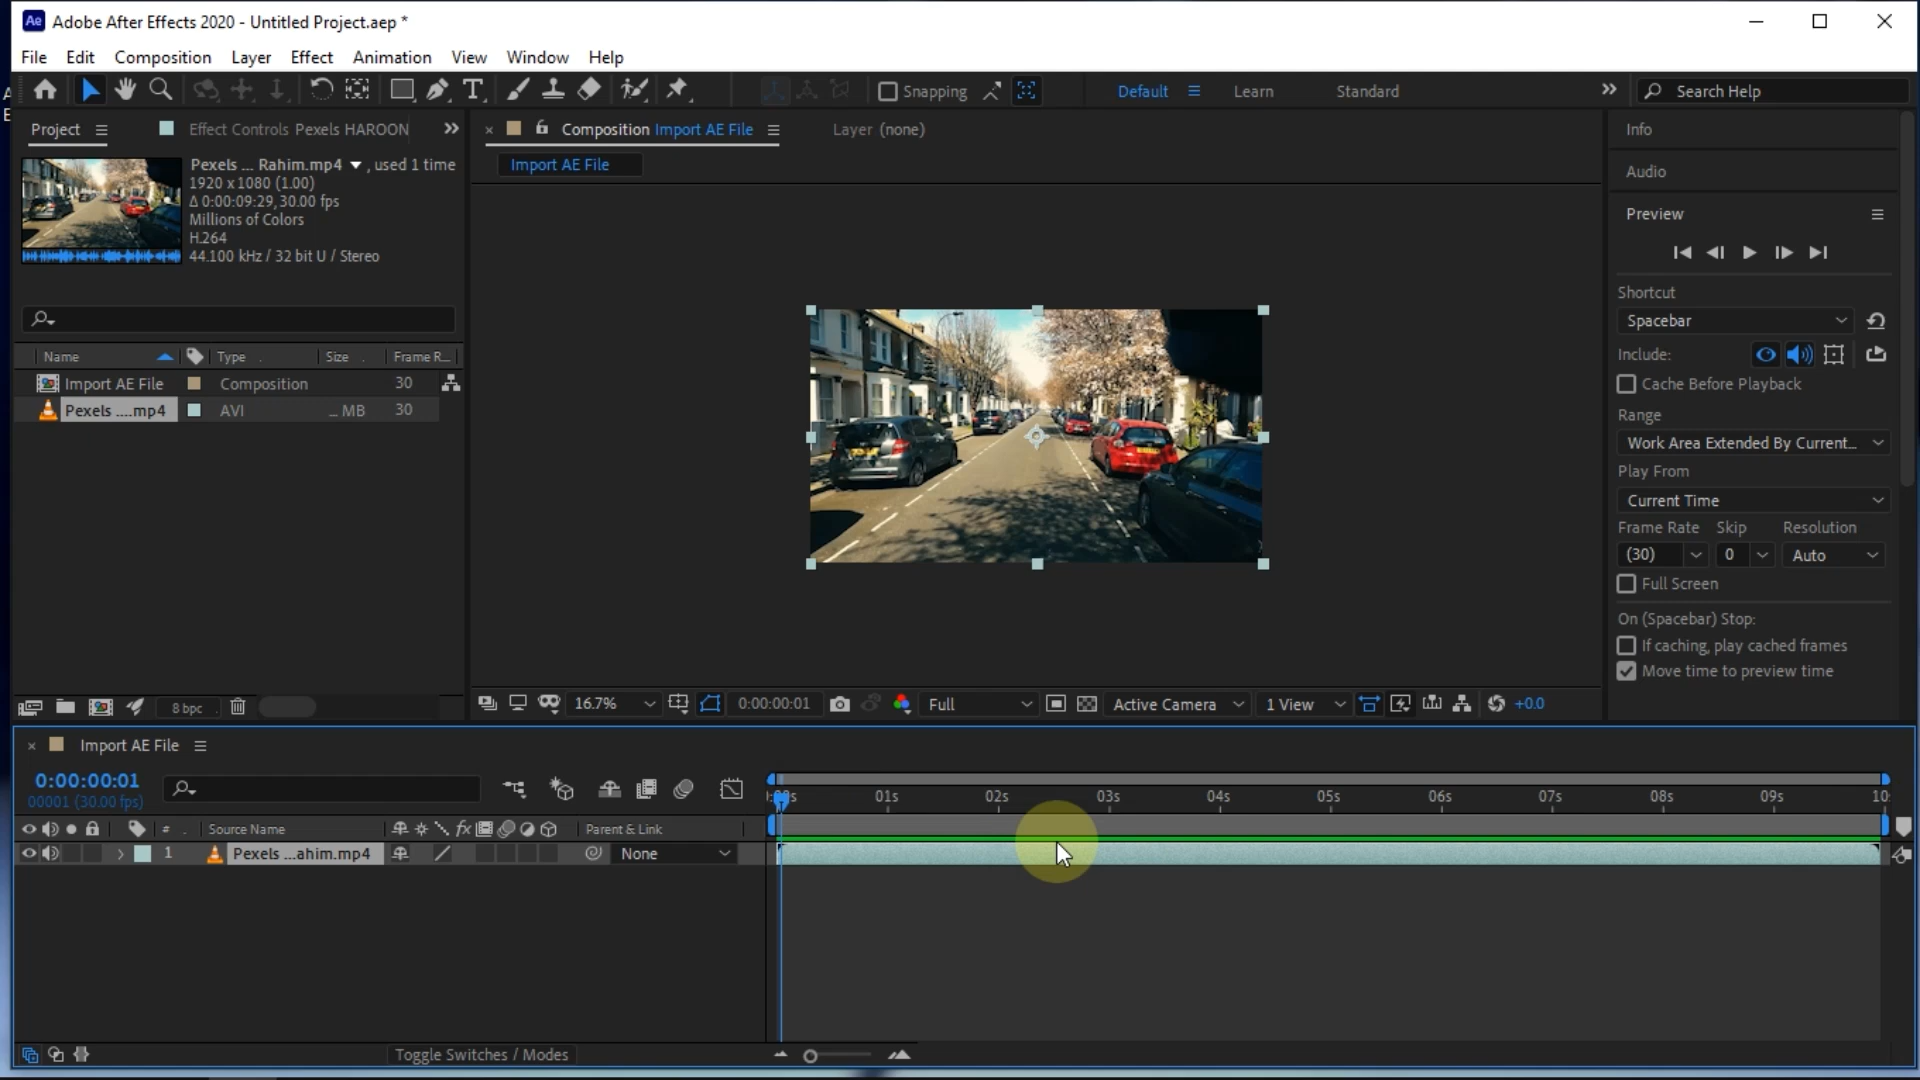 Ae Adobe After Effects 2020 - Untitled Project.aep *
File Edit Composition Layer Effect Animation View Window Help
Snapping Default Learn Standard Search Help
Project Effect Controls Pexels HAROON Composition Import AE File Layer (none) Info
Pexels ... Rahim.mp4 , used 1 time Import AE File
1920 x 1080 (1.00) Audio
Δ 0:00:09:29, 30.00 fps
Millions of Colors Preview
H.264
44.100 kHz / 32 bit U / Stereo
Shortcut
Spacebar
Name Type Size Frame R... Include:
Import AE File Composition 30 Cache Before Playback
Pexels ....mp4 AVI ... MB 30 Range
Work Area Extended By Current...
Play From
Current Time
Frame Rate Skip Resolution
(30) 0 Auto
Full Screen
On (Spacebar) Stop:
If caching, play cached frames
Move time to preview time
8 bpc 16.7% 0:00:00:01 Full Active Camera 1 View +0.0
Import AE File
0:00:00:01
00001 (30.00 fps) 01s 02s 03s 04s 05s 06s 07s 08s 09s 10
# Source Name fx Parent & Link
1 Pexels ...ahim.mp4 None
Toggle Switches / Modes